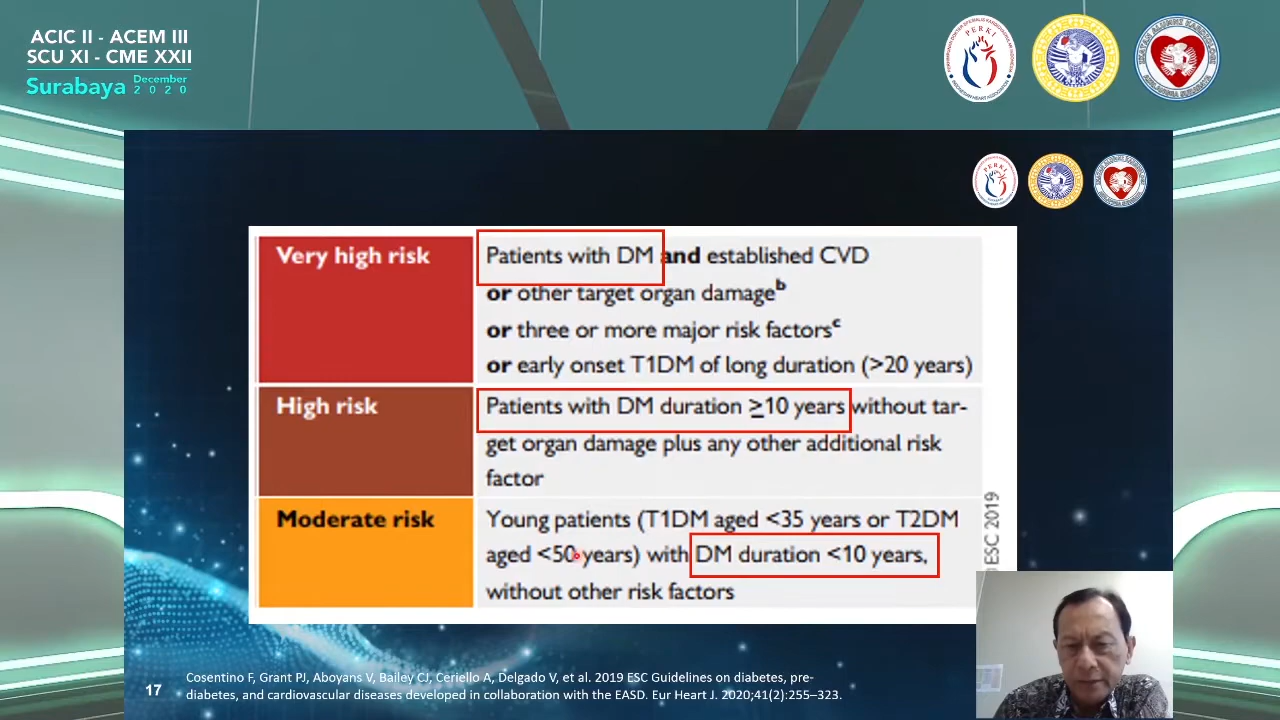 ACIC II - ACEM III
SCU XI - CME XXII
Surabaya December
2020
PERKI
PERKI
Very high risk
Patients with DM and established CVD
or other target organ damageᵇ
or three or more major risk factorsᶜ
or early onset T1DM of long duration (>20 years)
High risk
Patients with DM duration ≥10 years without tar-
get organ damage plus any other additional risk
factor
Moderate risk
Young patients (T1DM aged <35 years or T2DM
aged <50 years) with DM duration <10 years,
without other risk factors
ESC 2019
17
Cosentino F, Grant PJ, Aboyans V, Bailey CJ, Ceriello A, Delgado V, et al. 2019 ESC Guidelines on diabetes, pre-
diabetes, and cardiovascular diseases developed in collaboration with the EASD. Eur Heart J. 2020;41(2):255–323.